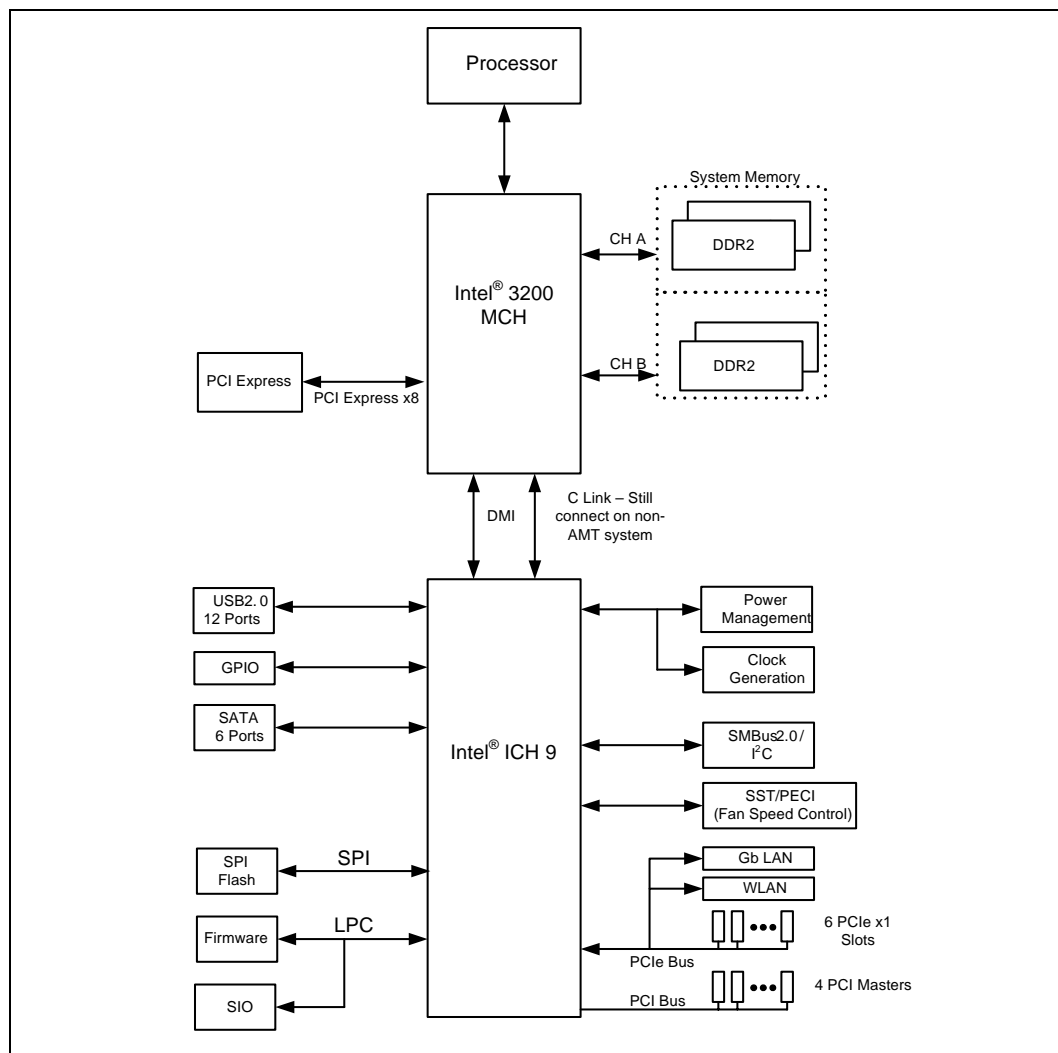 Processor
System Memory
CH A
DDR2
Intel® 3200
MCH
CH B
DDR2
PCI Express
PCI Express x8
DMI
C Link – Still
connect on non-
AMT system
USB2.0
12 Ports
Power
Management
GPIO
Clock
Generation
SATA
6 Ports
Intel® ICH 9
SMBus2.0/
I²C
SST/PECI
(Fan Speed Control)
SPI
Flash
SPI
Gb LAN
WLAN
Firmware
LPC
6 PCIe x1
Slots
PCIe Bus
SIO
PCI Bus
4 PCI Masters